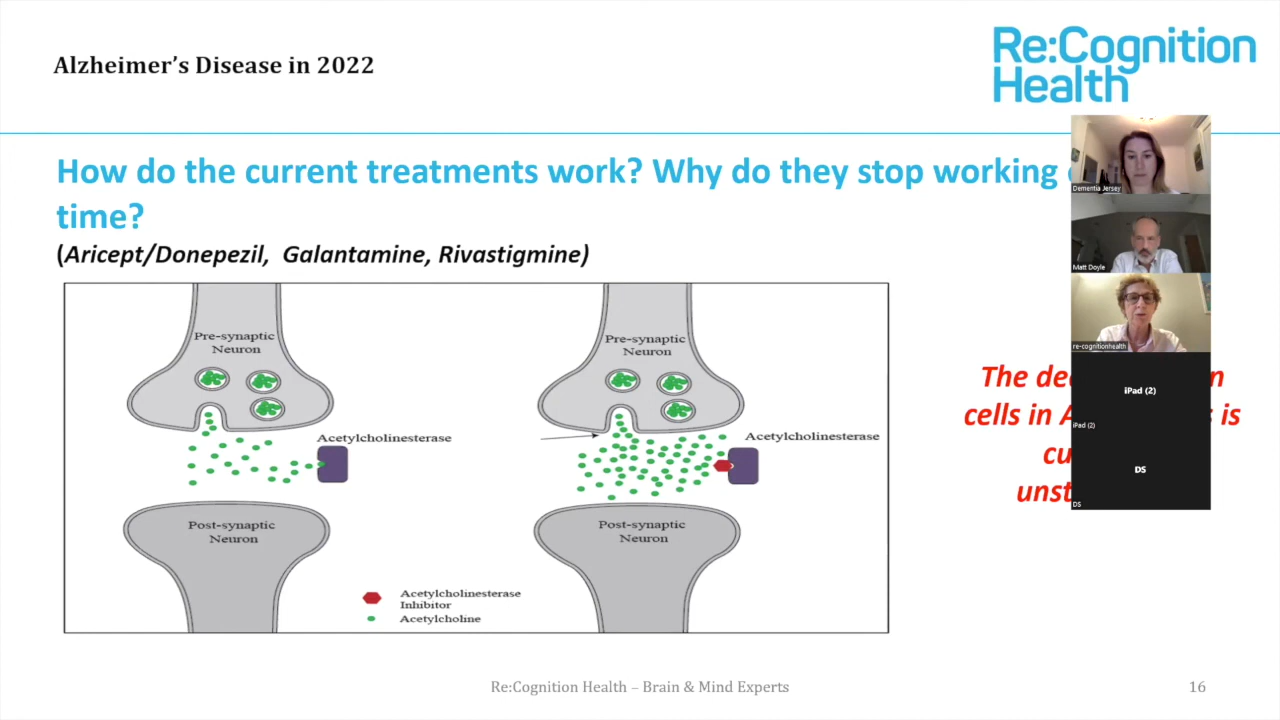 Alzheimer's Disease in 2022
Re:Cognition
Health
How do the current treatments work? Why do they stop working
time?
(Aricept/Donepezil, Galantamine, Rivastigmine)
Pre-synaptic
Neuron
Acetylcholinesterase
Post-synaptic
Neuron
Pre-synaptic
Neuron
Acetylcholinesterase
Post-synaptic
Neuron
Acetylcholinesterase
Inhibitor
Acetylcholine
The
cells in is
Dementia Jersey
Matt Doyle
re-cognitionhealth
iPad (2)
iPad (2)
DS
DS
Re:Cognition Health – Brain & Mind Experts
16